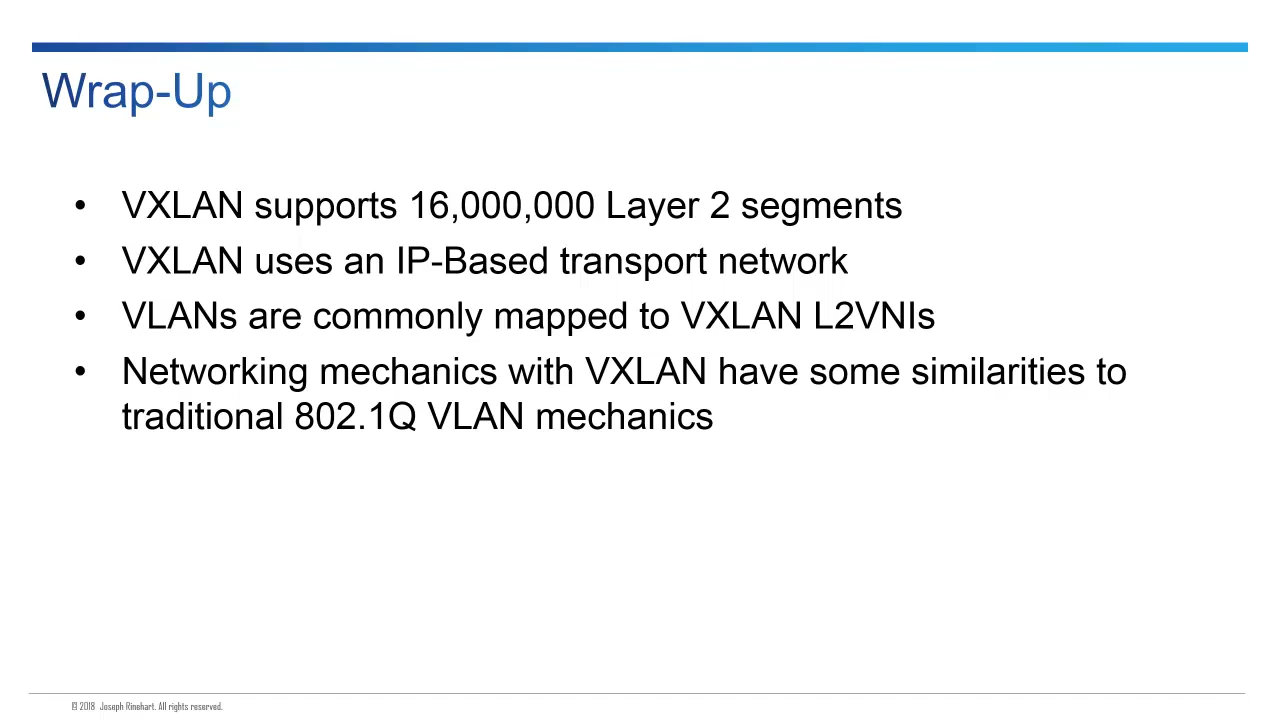 Wrap-Up
• VXLAN supports 16,000,000 Layer 2 segments
• VXLAN uses an IP-Based transport network
• VLANs are commonly mapped to VXLAN L2VNIs
• Networking mechanics with VXLAN have some similarities to
traditional 802.1Q VLAN mechanics
© 2018 Joseph Rinehart. All rights reserved.